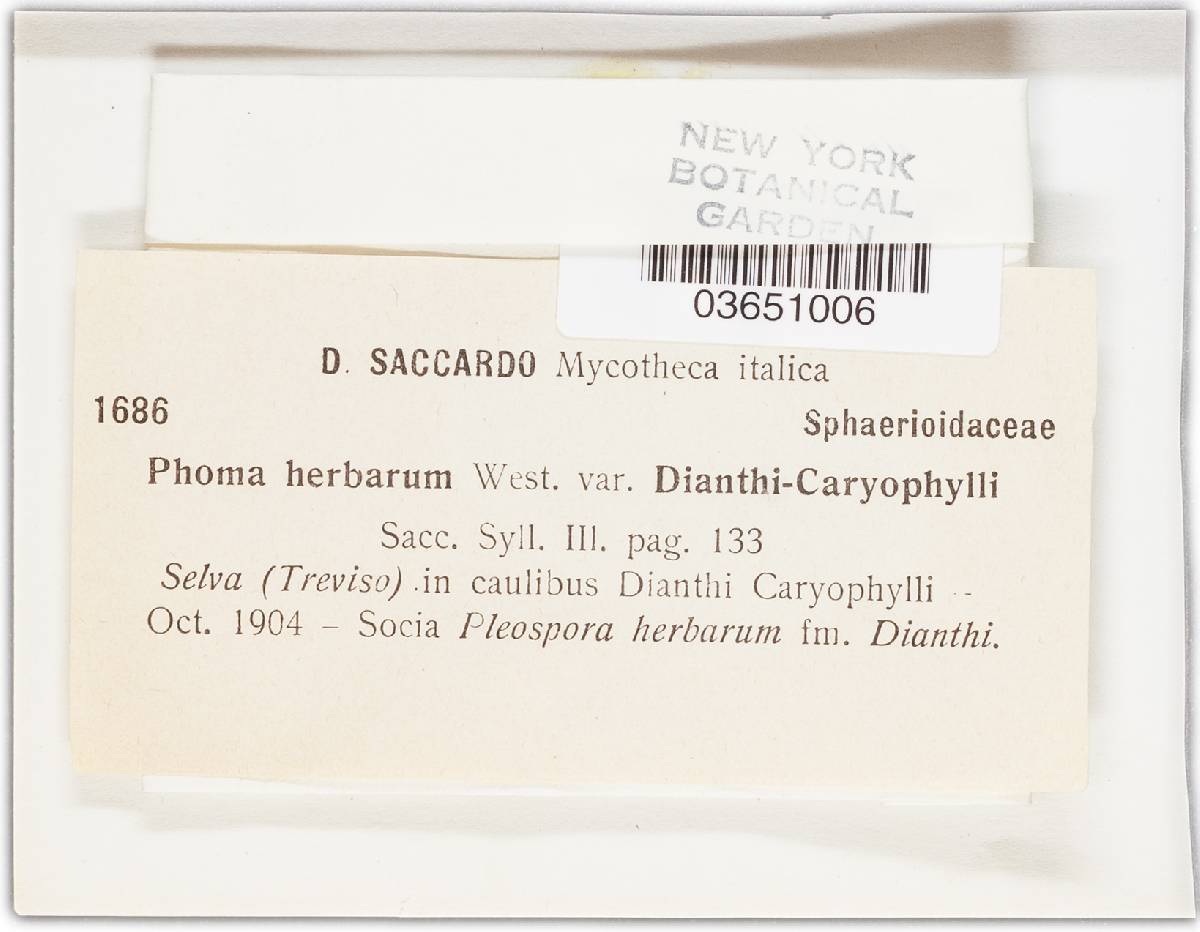 NEW YORK
BOTANICAL
GARDEN
03651006
D. SACCARDO Mycotheca italica
1686
Sphaerioidaceae
Phoma herbarum West. var. Dianthi-Caryophylli
Sacc. Syll. III. pag. 133
Selva (Treviso) .in caulibus Dianthi Caryophylli --
Oct. 1904 – Socia Pleospora herbarum fm. Dianthi.